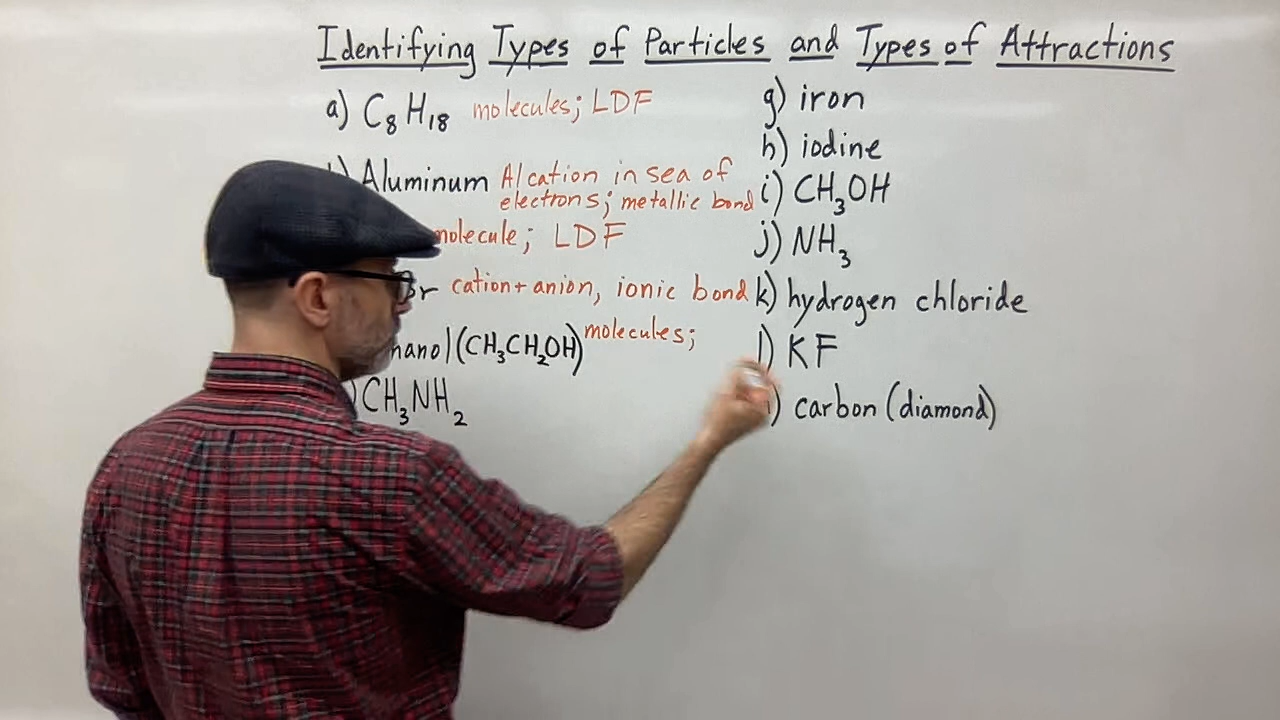 Identifying Types of Particles and Types of Attractions
a) C₈H₁₈ molecules; LDF
) Aluminum Al cation in sea of electrons; metallic bond
molecule; LDF
Br cation + anion, ionic bond
nanol (CH₃CH₂OH) molecules;
) CH₃NH₂
g) iron
h) iodine
i) CH₃OH
j) NH₃
k) hydrogen chloride
l) KF
) carbon (diamond)